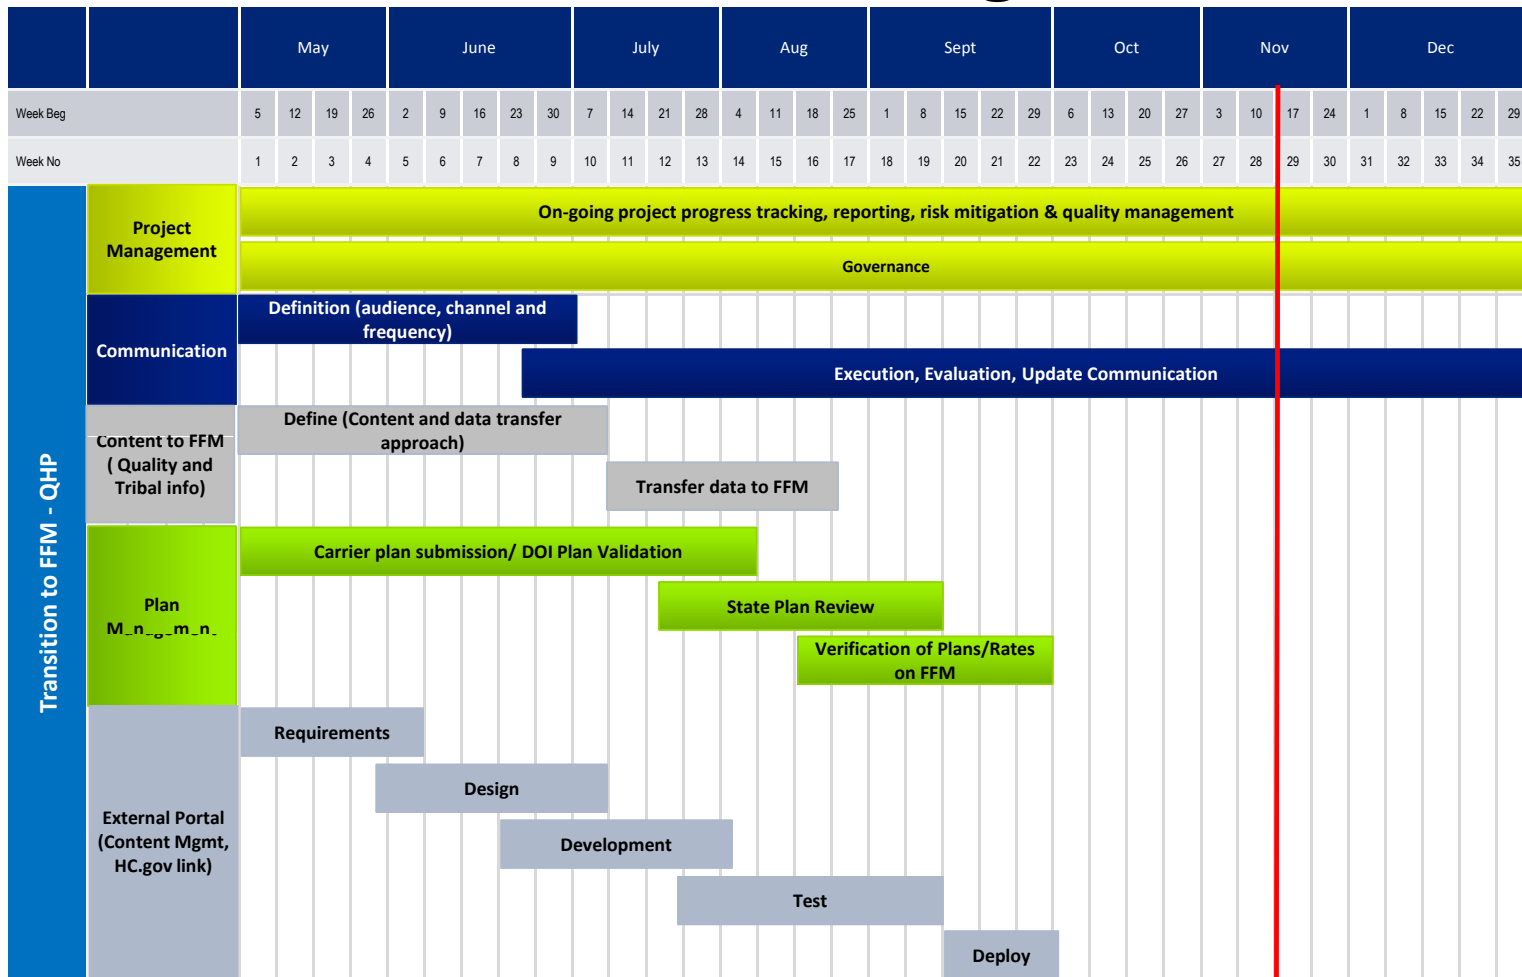 May June July Aug Sept Oct Nov Dec
Week Beg 5 12 19 26 2 9 16 23 30 7 14 21 28 4 11 18 25 1 8 15 22 29 6 13 20 27 3 10 17 24 1 8 15 22 29
Week No 1 2 3 4 5 6 7 8 9 10 11 12 13 14 15 16 17 18 19 20 21 22 23 24 25 26 27 28 29 30 31 32 33 34 35
Transition to FFM - QHP
Project
Management
On-going project progress tracking, reporting, risk mitigation & quality management
Governance
Communication
Definition (audience, channel and
frequency)
Execution, Evaluation, Update Communication
Content to FFM
( Quality and
Tribal info)
Define (Content and data transfer
approach)
Transfer data to FFM
Plan
Management
Carrier plan submission/ DOI Plan Validation
State Plan Review
Verification of Plans/Rates
on FFM
External Portal
(Content Mgmt,
HC.gov link)
Requirements
Design
Development
Test
Deploy